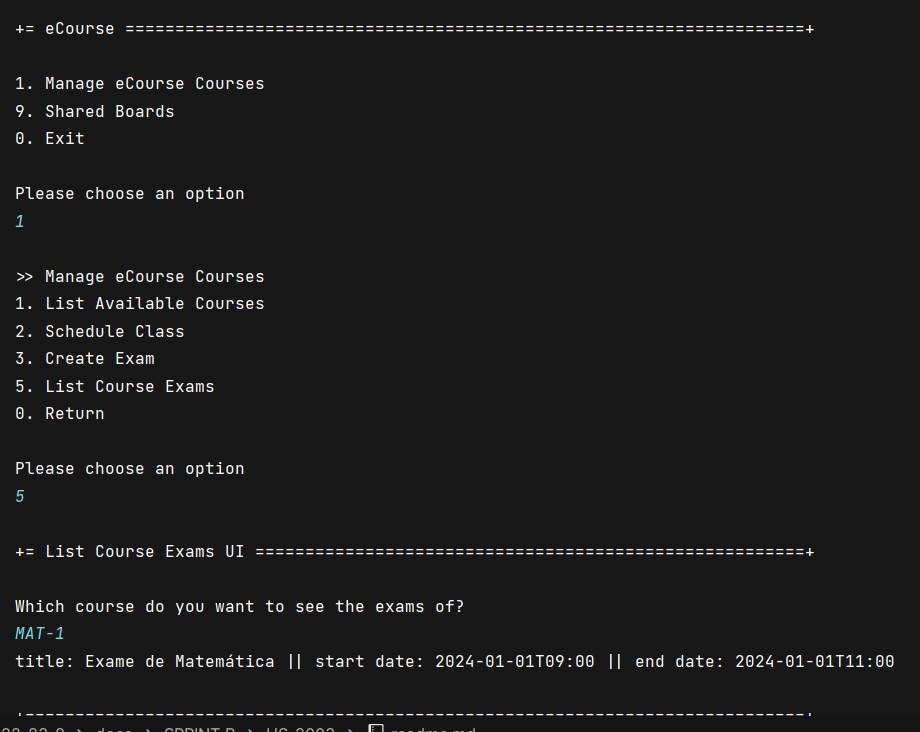 += eCourse ====================================================================+
1. Manage eCourse Courses
9. Shared Boards
0. Exit
Please choose an option
1
>> Manage eCourse Courses
1. List Available Courses
2. Schedule Class
3. Create Exam
5. List Course Exams
0. Return
Please choose an option
5
+= List Course Exams UI =======================================================+
Which course do you want to see the exams of?
MAT-1
title: Exame de Matemática || start date: 2024-01-01T09:00 || end date: 2024-01-01T11:00
+==============================================================================+